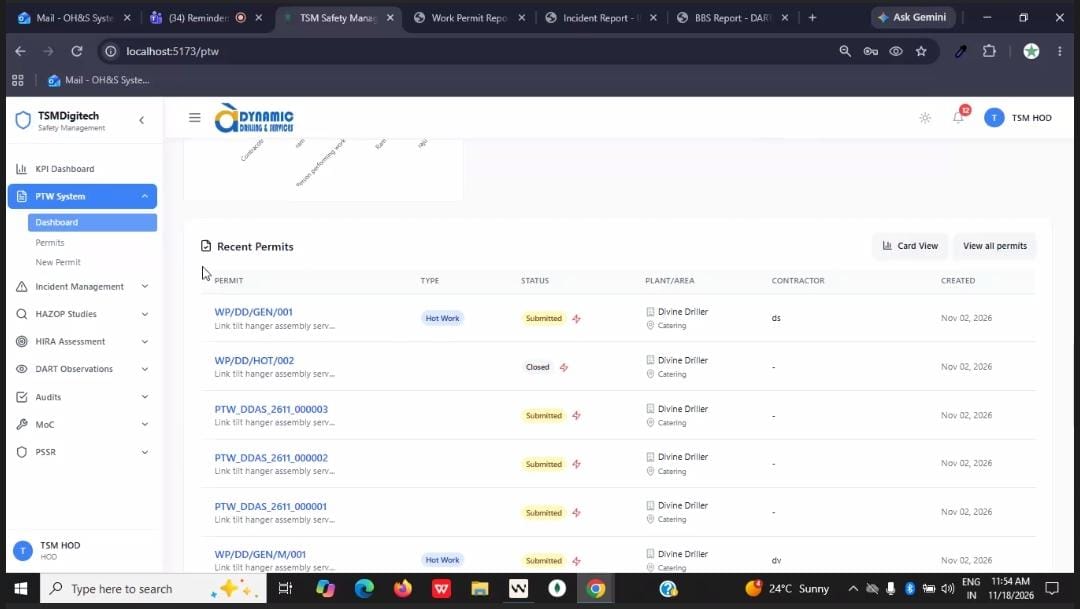 Mail - OH&S Syste
(34) Reminder
TSM Safety Manag
Work Permit Repo
Incident Report -
BBS Report - DAR
Ask Gemini
localhost:5173/ptw
Mail - OH&S Syste...
TSMDigitech
Safety Management
DYNAMIC
DRILLING & SERVICES
12
T
TSM HOD
KPI Dashboard
PTW System
Dashboard
Permits
New Permit
Incident Management
HAZOP Studies
HIRA Assessment
DART Observations
Audits
MoC
PSSR
T
TSM HOD
HOD
Person performing work
Recent Permits
Card View
View all permits
PERMIT
TYPE
STATUS
PLANT/AREA
CONTRACTOR
CREATED
WP/DD/GEN/001
Link tilt hanger assembly serv...
Hot Work
Submitted
Divine Driller
Catering
ds
Nov 02, 2026
WP/DD/HOT/002
Link tilt hanger assembly serv...
Closed
Divine Driller
Catering
-
Nov 02, 2026
PTW_DDAS_2611_000003
Link tilt hanger assembly serv...
Submitted
Divine Driller
Catering
-
Nov 02, 2026
PTW_DDAS_2611_000002
Link tilt hanger assembly serv...
Submitted
Divine Driller
Catering
-
Nov 02, 2026
PTW_DDAS_2611_000001
Link tilt hanger assembly serv...
Submitted
Divine Driller
Catering
-
Nov 02, 2026
WP/DD/GEN/M/001
Link tilt hanger assembly serv...
Hot Work
Submitted
Divine Driller
Catering
dv
Nov 02, 2026
Type here to search
24°C Sunny
ENG
IN
11:54 AM
11/18/2026